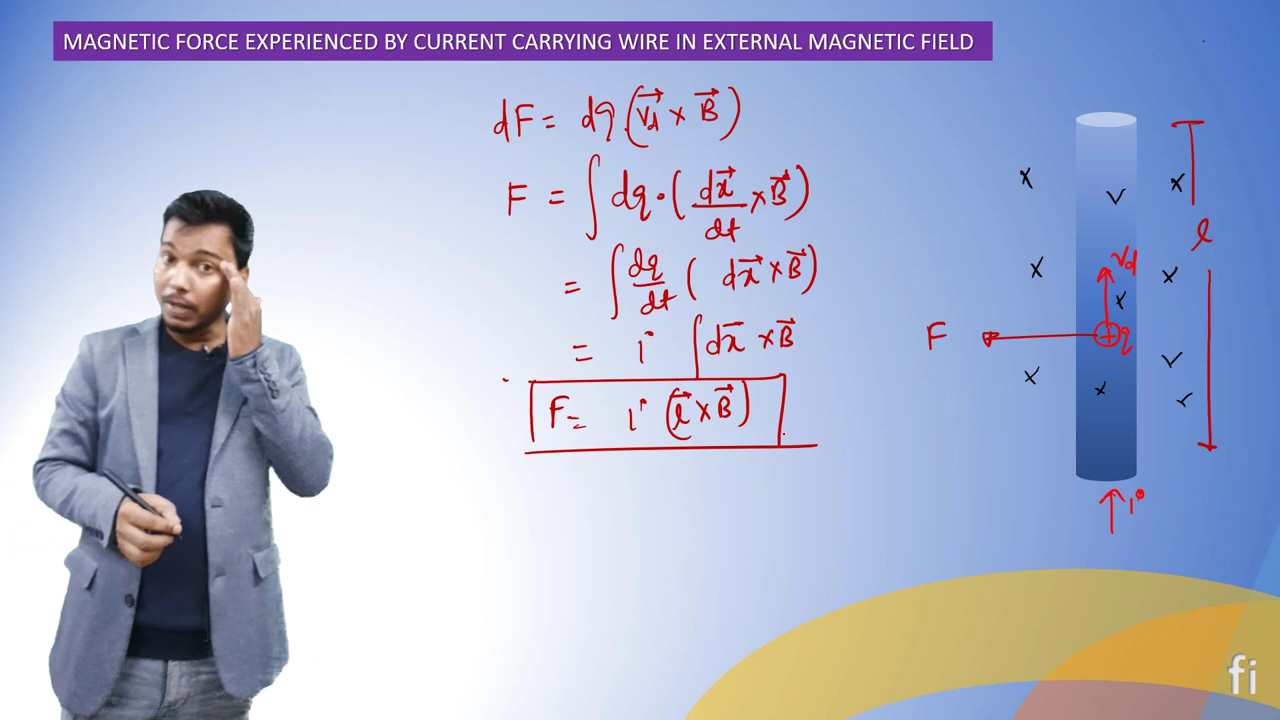 MAGNETIC FORCE EXPERIENCED BY CURRENT CARRYING WIRE IN EXTERNAL MAGNETIC FIELD
dF = dq (v⃗d × B⃗)
F = ∫ dq · ( dx⃗/dt × B⃗ )
= ∫ dq/dt ( dx⃗ × B⃗ )
= i ∫ dx⃗ × B⃗
F = i (l⃗ × B⃗)
x x
l
vd
x x
x
F + q
x x
i
fi